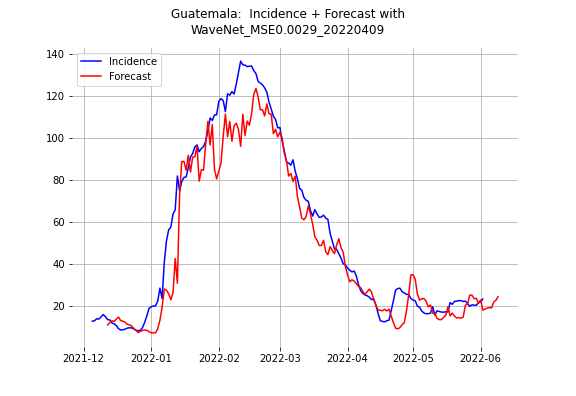 Guatemala:  Incidence + Forecast with
WaveNet_MSE0.0029_20220409
140
120
100
80
60
40
20
Incidence
Forecast
2021-12 2022-01 2022-02 2022-03 2022-04 2022-05 2022-06